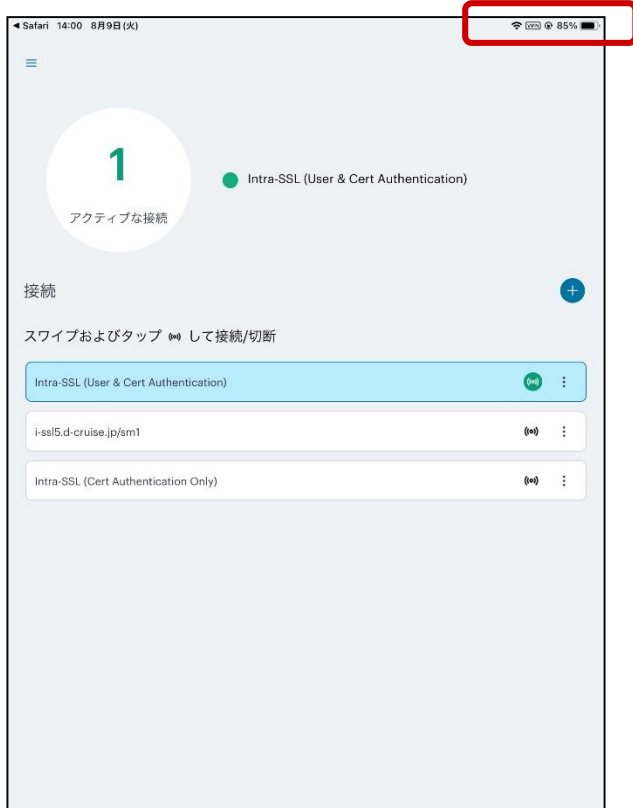 Safari 14:00 8月9日(火)
VPN 85%
1
アクティブな接続
Intra-SSL (User & Cert Authentication)
接続
スワイプおよびタップ して接続/切断
Intra-SSL (User & Cert Authentication)
i-ssl5.d-cruise.jp/sm1
Intra-SSL (Cert Authentication Only)